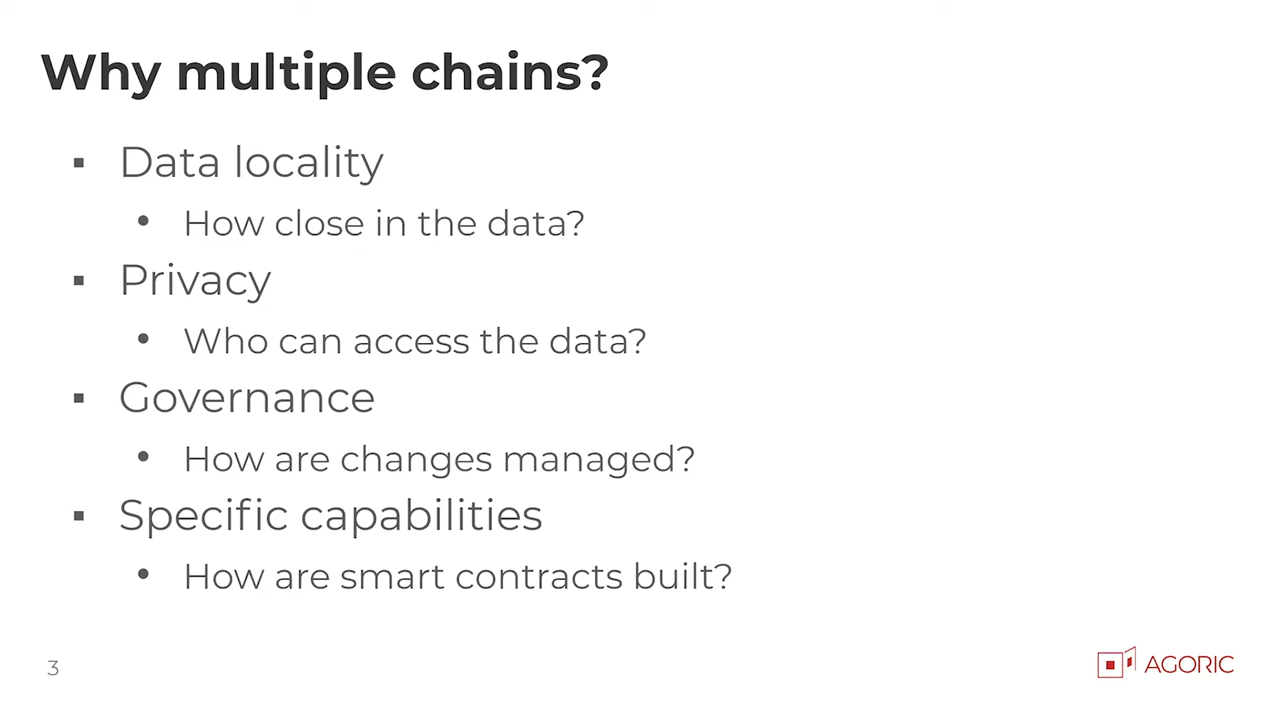 Why multiple chains?
▪ Data locality
• How close in the data?
▪ Privacy
• Who can access the data?
▪ Governance
• How are changes managed?
▪ Specific capabilities
• How are smart contracts built?
3
AGORIC